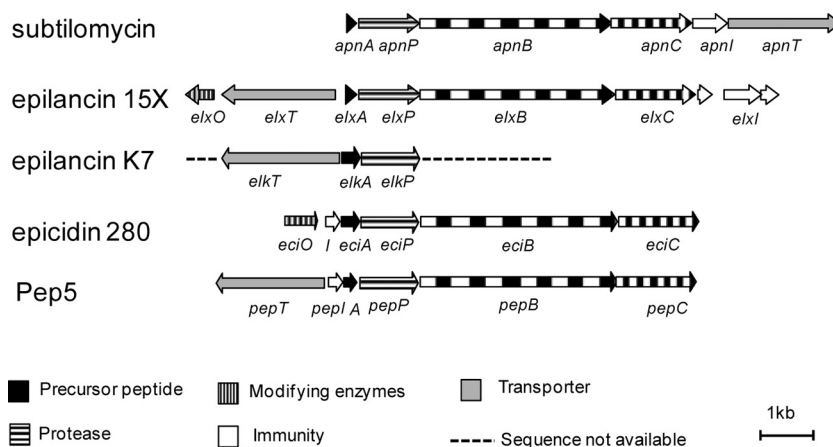 subtilomycin
apnA apnP apnB apnC apnI apnT
epilancin 15X
elxO elxT elxA elxP elxB elxC elxI
epilancin K7
elkT elkA elkP
epicidin 280
eciO I eciA eciP eciB eciC
Pep5
pepT pepI A pepP pepB pepC
Precursor peptide Modifying enzymes Transporter
1kb
Protease Immunity Sequence not available